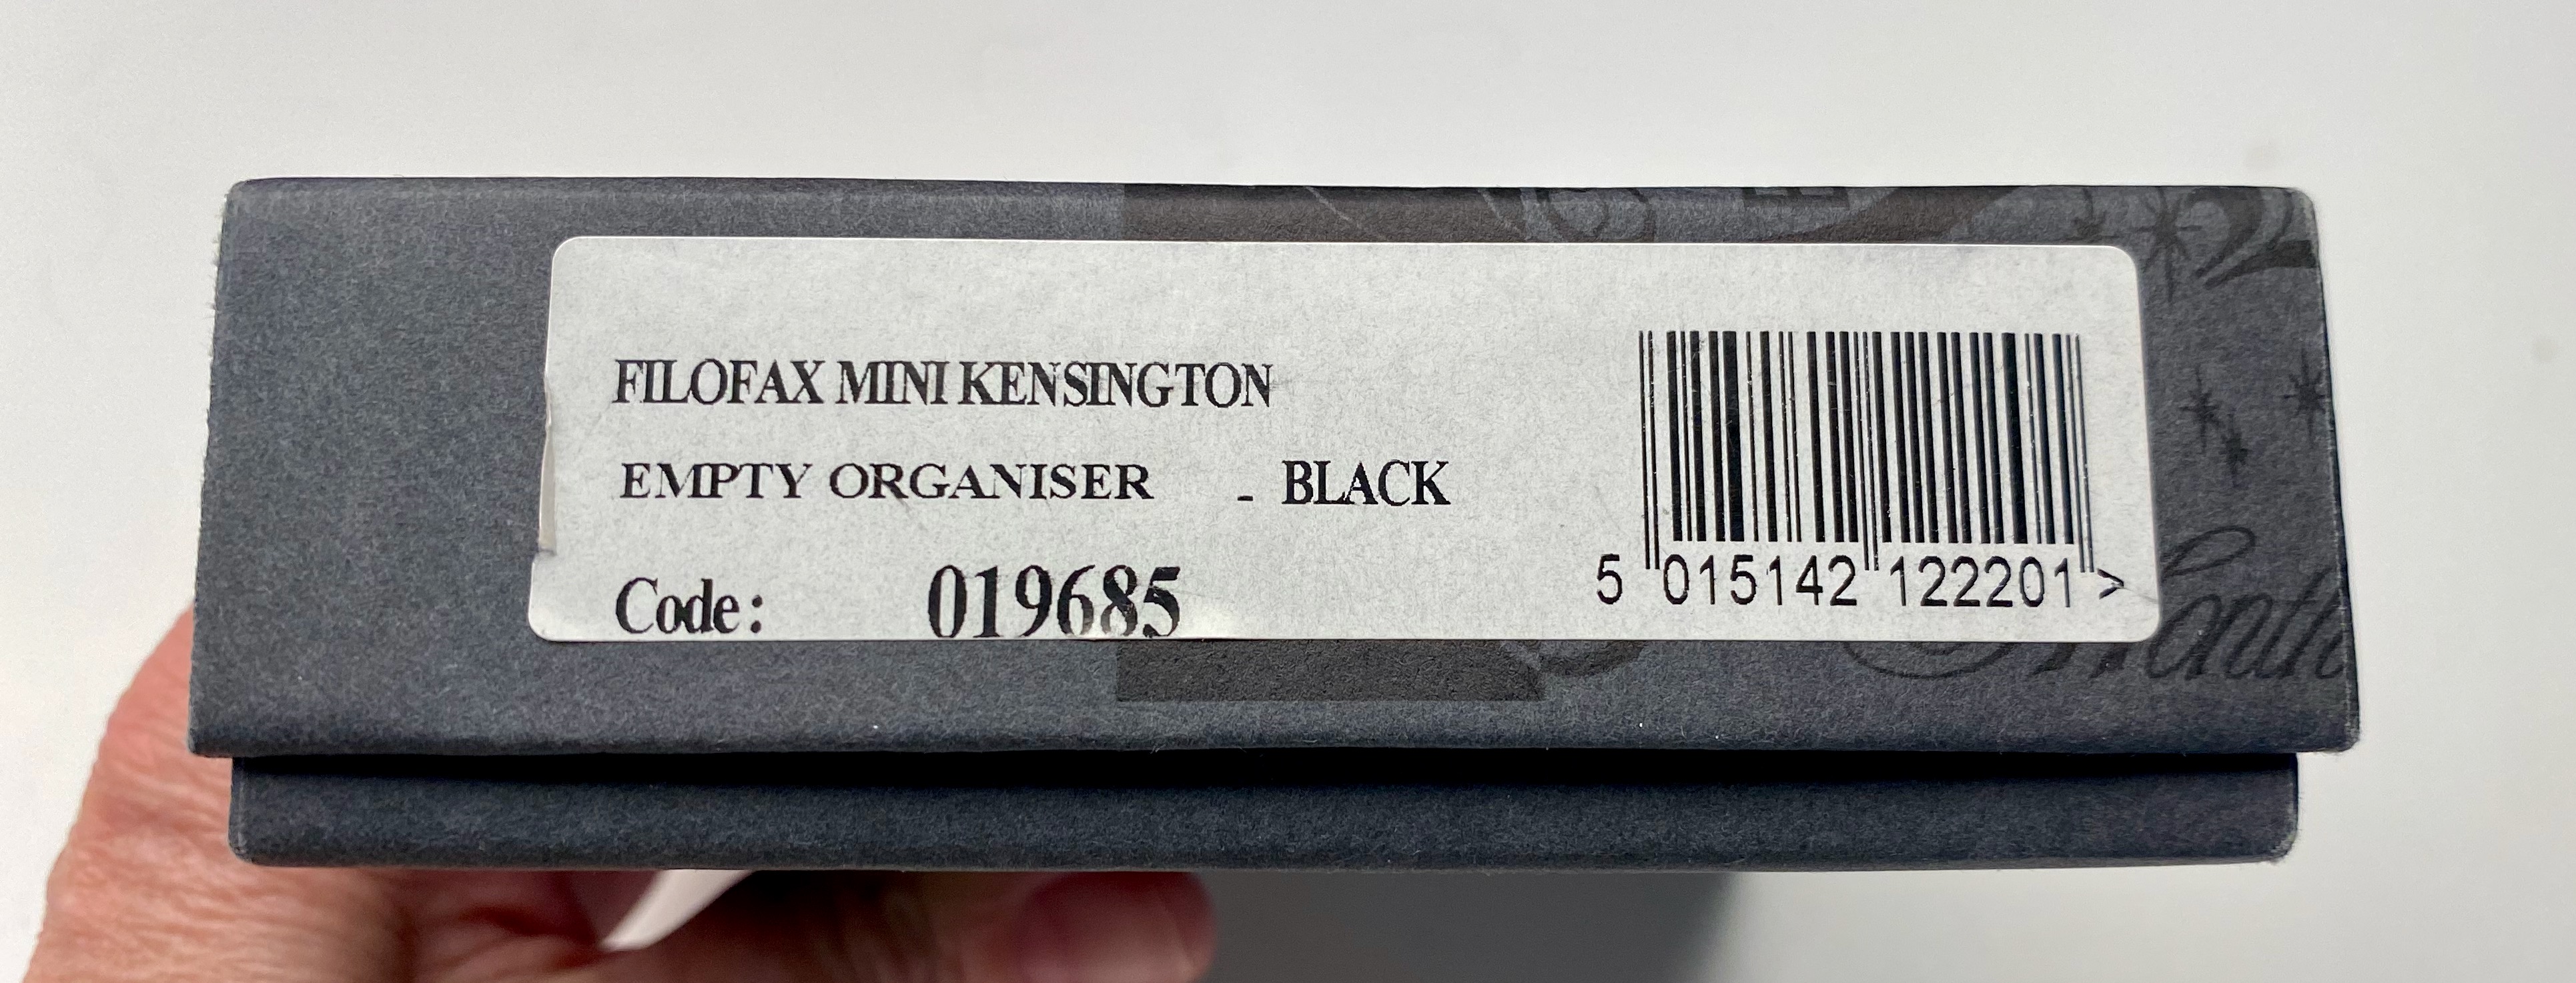 FILOFAX MINI KENSINGTON
EMPTY ORGANISER - BLACK
Code: 019685
5 015142 122201 >